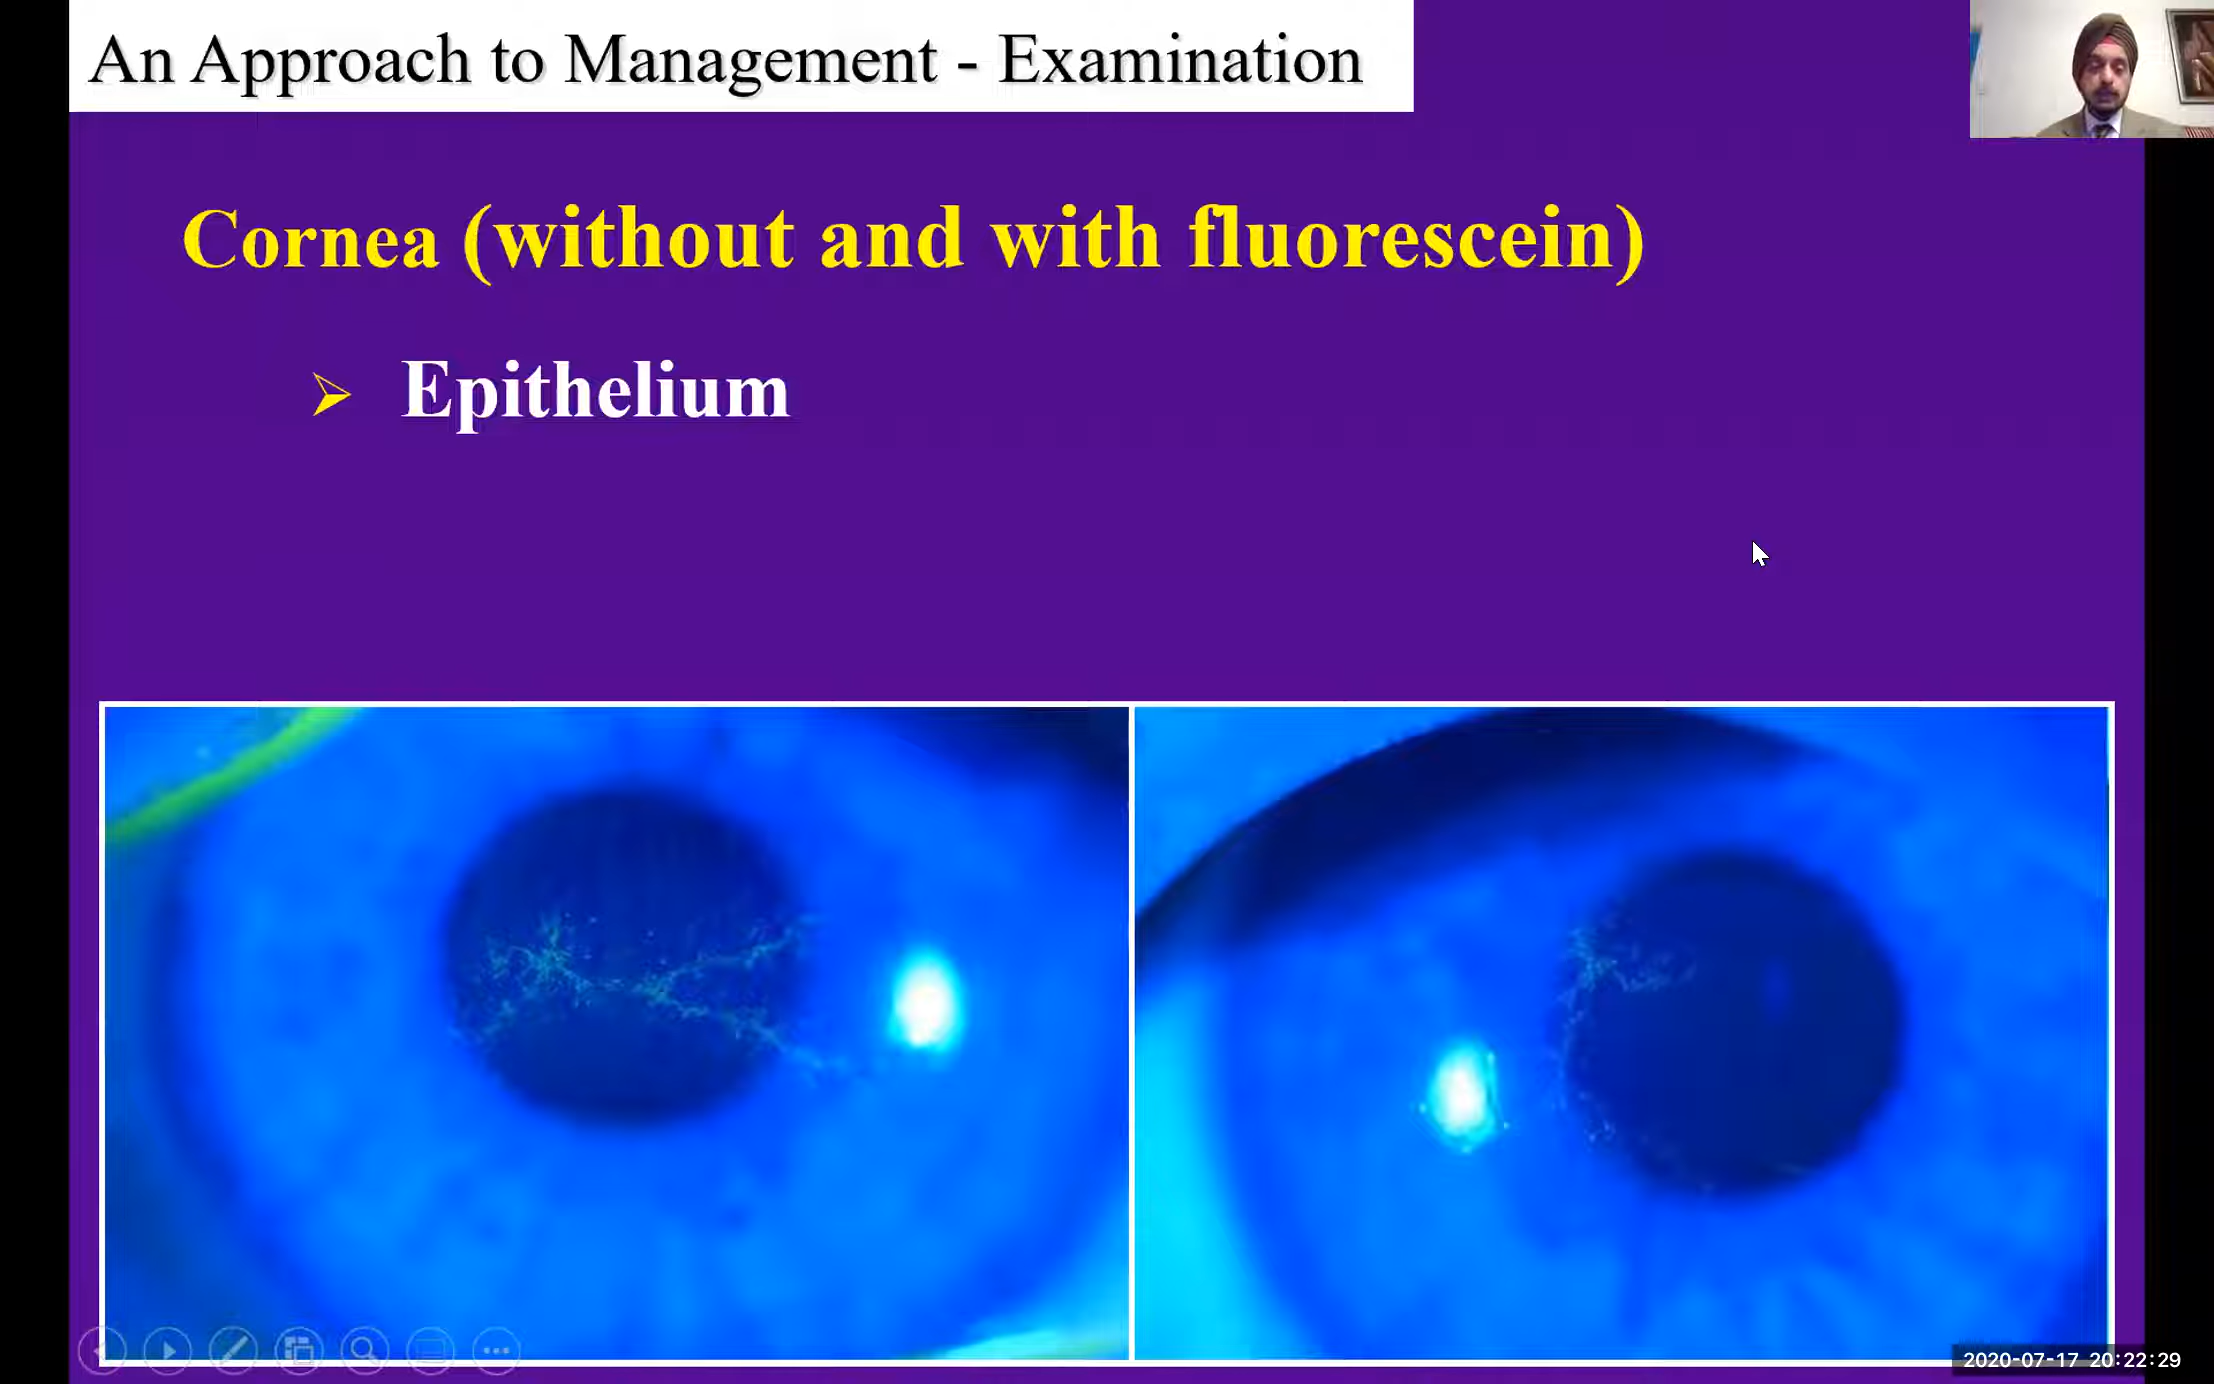 An Approach to Management - Examination
Cornea (without and with fluorescein)
Epithelium
2020-07-17 20:22:29